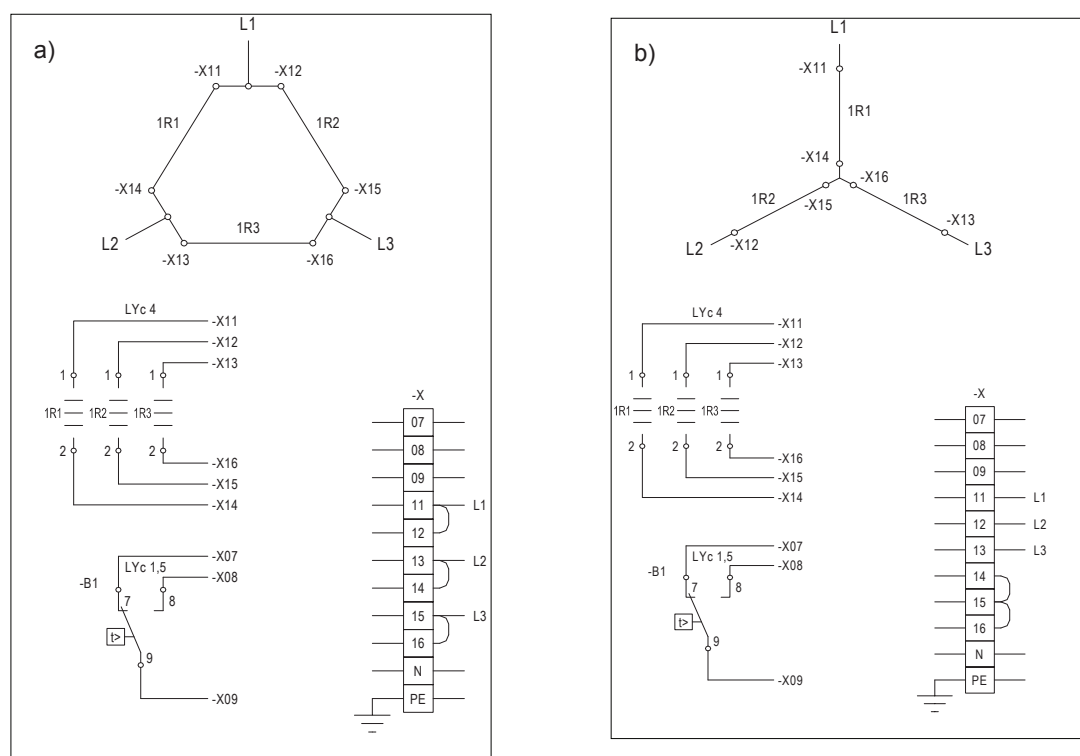 a)
L1
-X11
-X12
1R1
1R2
-X14
-X15
1R3
L2
L3
-X13
-X16
LYc 4
-X11
-X12
-X13
1
1
1
1R1
1R2
1R3
2
2
2
-X16
-X15
-X14
-X07
LYc 1,5
-X08
-B1
7
8
t>
9
-X09
-X
07
08
09
11
L1
12
13
L2
14
15
L3
16
N
PE
b)
L1
-X11
1R1
-X14
-X16
1R2
1R3
-X15
-X13
L2
-X12
L3
LYc 4
-X11
-X12
-X13
1
1
1
1R1
1R2
1R3
2
2
2
-X16
-X15
-X14
-X07
LYc 1,5
-X08
-B1
7
8
t>
9
-X09
-X
07
08
09
11
L1
12
L2
13
L3
14
15
16
N
PE